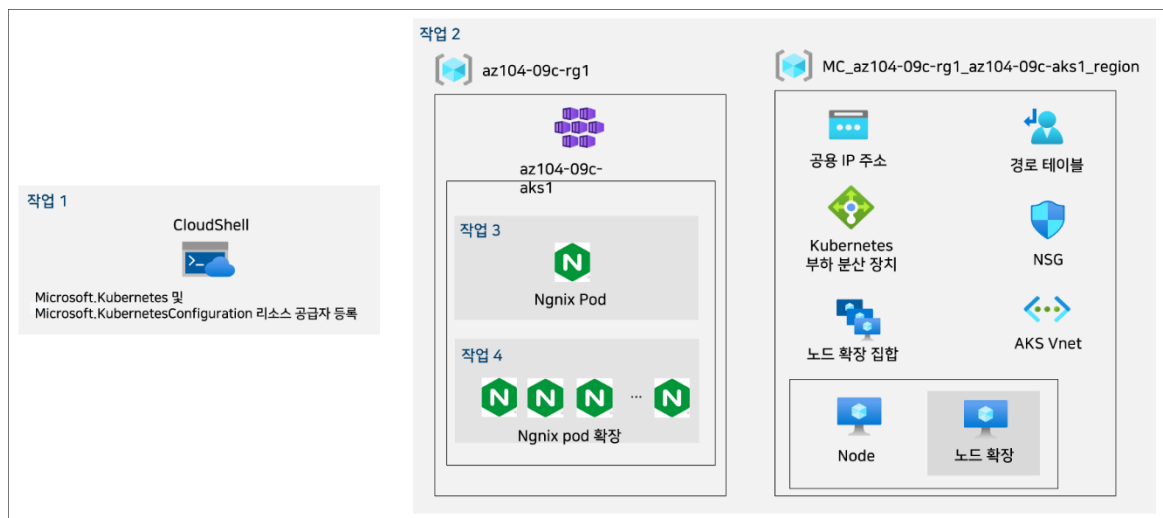 작업 1
CloudShell
Microsoft.Kubernetes 및
Microsoft.KubernetesConfiguration 리소스 공급자 등록
작업 2
az104-09c-rg1
az104-09c-
aks1
작업 3
N
Ngnix Pod
작업 4
N N N ... N
Ngnix pod 확장
MC_az104-09c-rg1_az104-09c-aks1_region
공용 IP 주소
경로 테이블
Kubernetes
부하 분산 장치
NSG
노드 확장 집합
AKS Vnet
Node
노드 확장